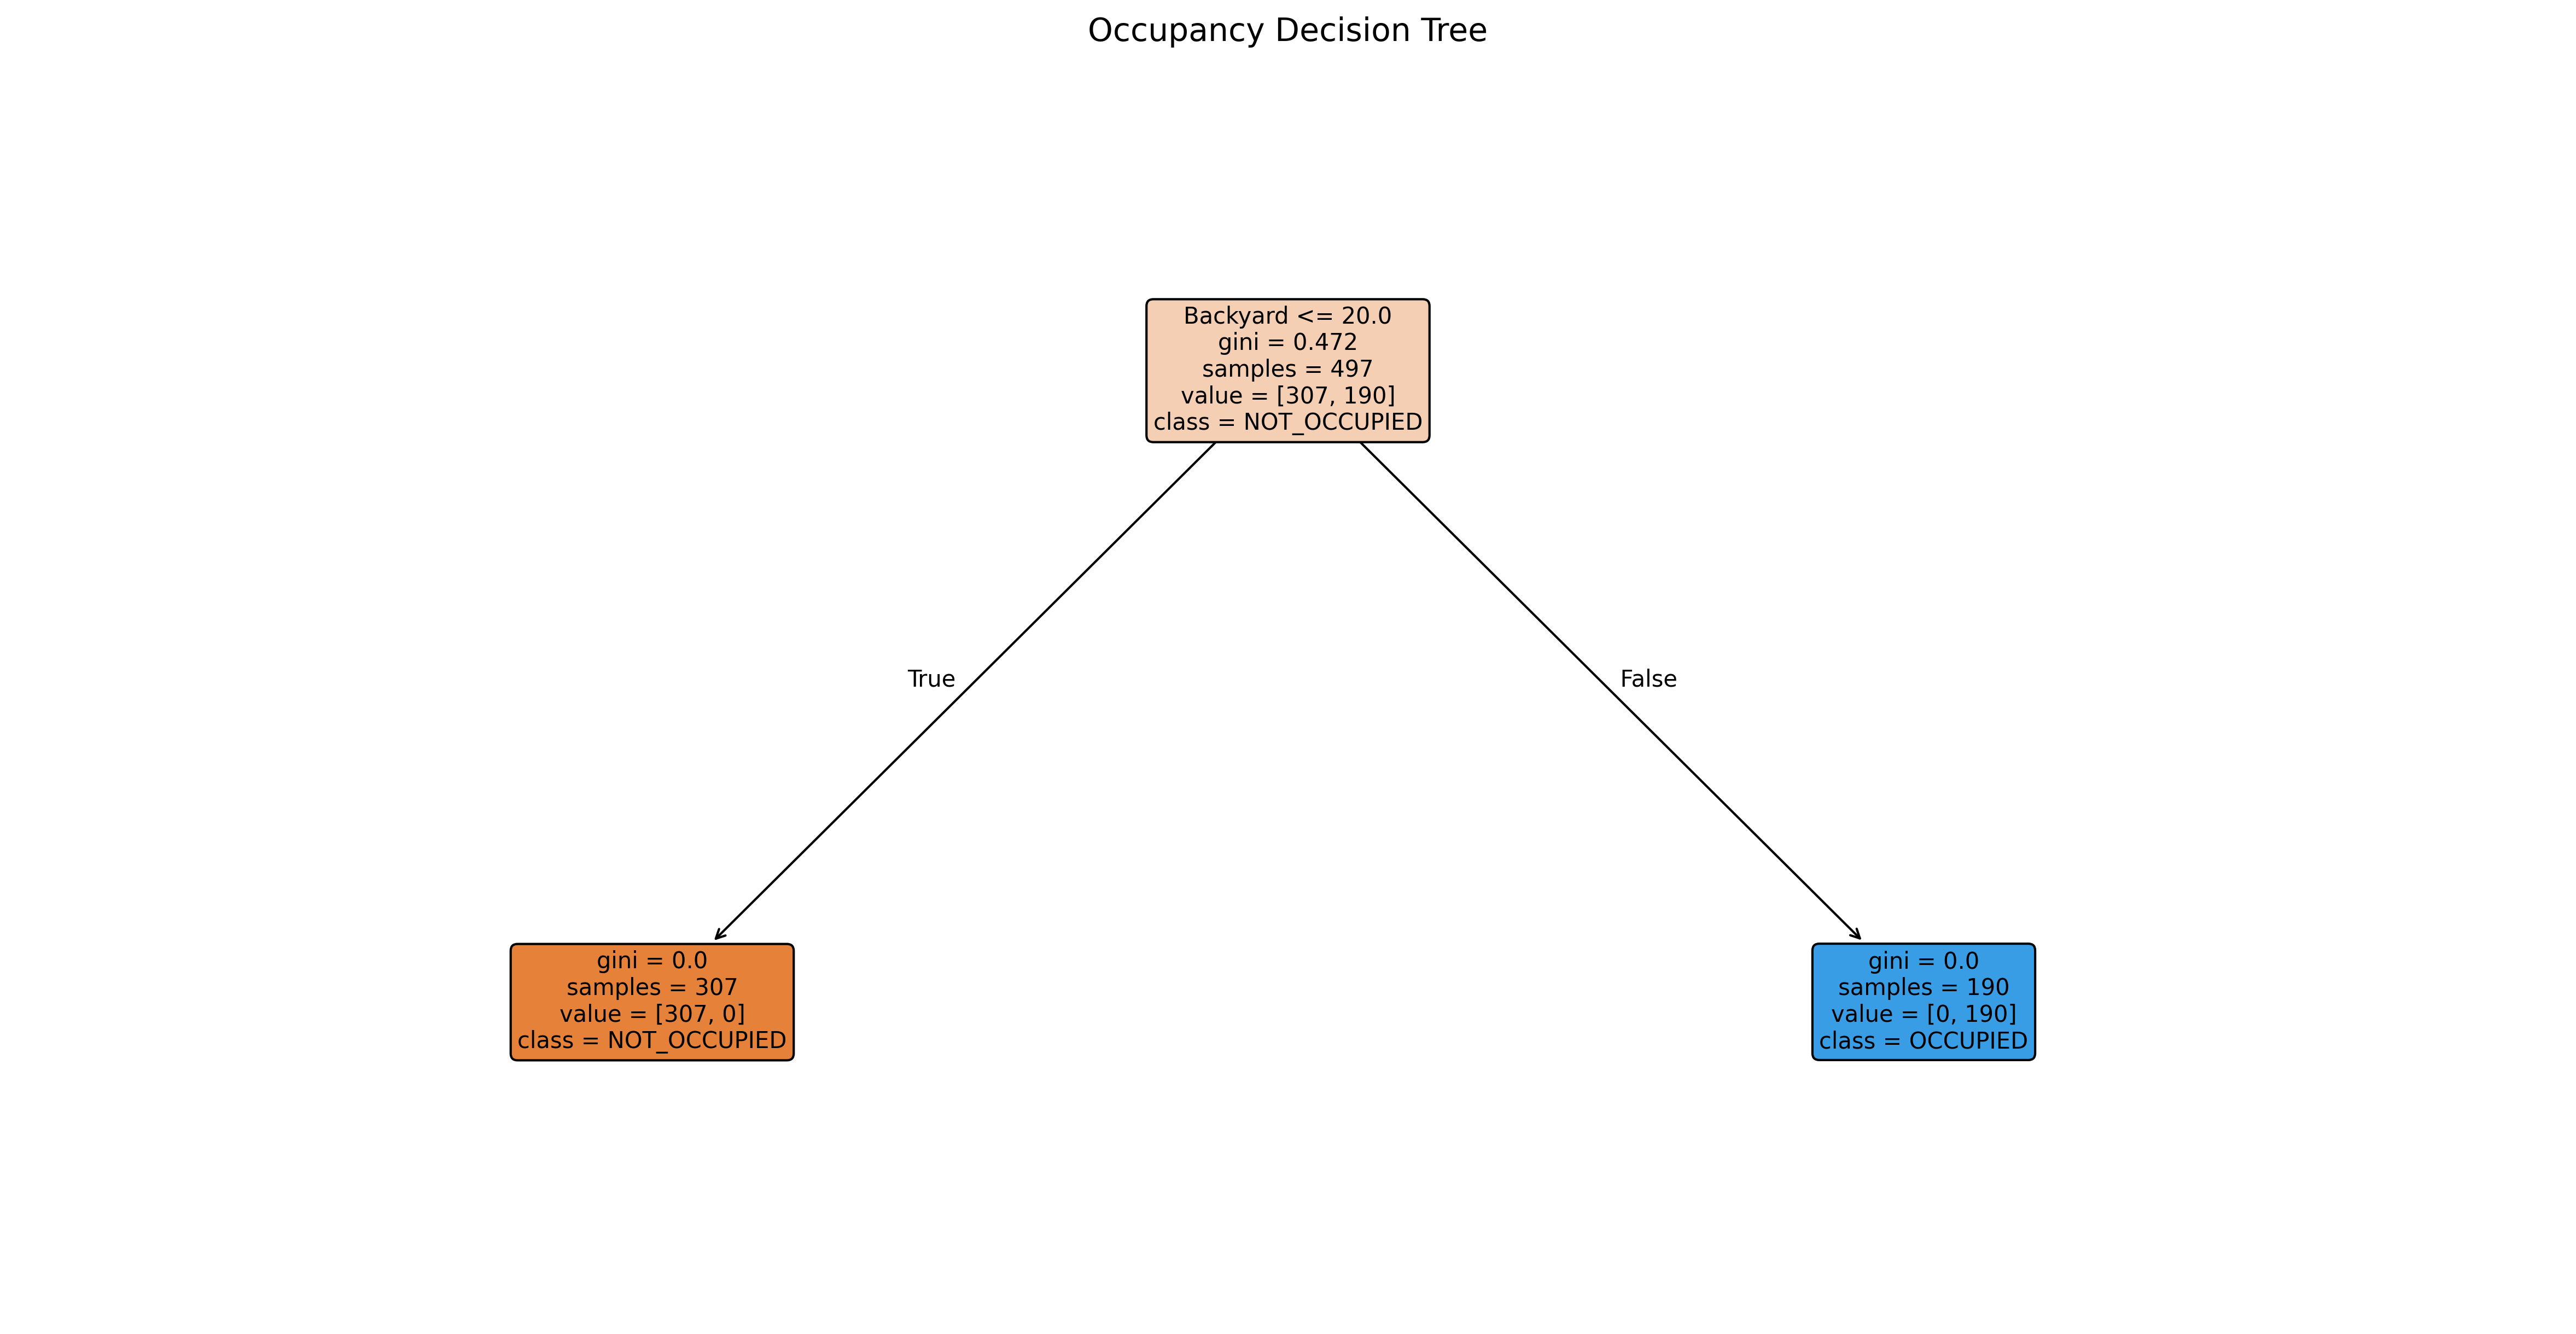 Occupancy Decision Tree
Backyard <= 20.0
gini = 0.472
samples = 497
value = [307, 190]
class = NOT_OCCUPIED
True
False
gini = 0.0
samples = 307
value = [307, 0]
class = NOT_OCCUPIED
gini = 0.0
samples = 190
value = [0, 190]
class = OCCUPIED